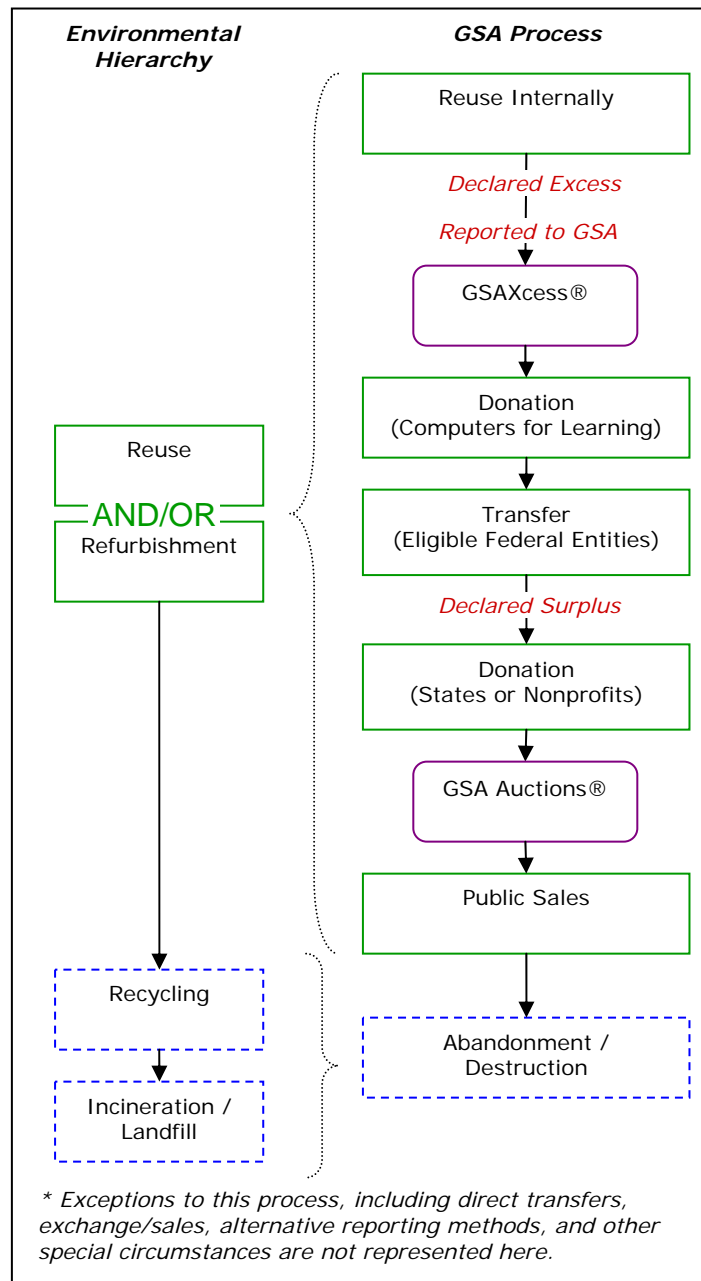 Environmental
Hierarchy
GSA Process
Reuse Internally
Declared Excess
Reported to GSA
GSAXcess®
Donation
(Computers for Learning)
Reuse
AND/OR
Refurbishment
Transfer
(Eligible Federal Entities)
Declared Surplus
Donation
(States or Nonprofits)
GSA Auctions®
Public Sales
Recycling
Abandonment /
Destruction
Incineration /
Landfill
* Exceptions to this process, including direct transfers,
exchange/sales, alternative reporting methods, and other
special circumstances are not represented here.